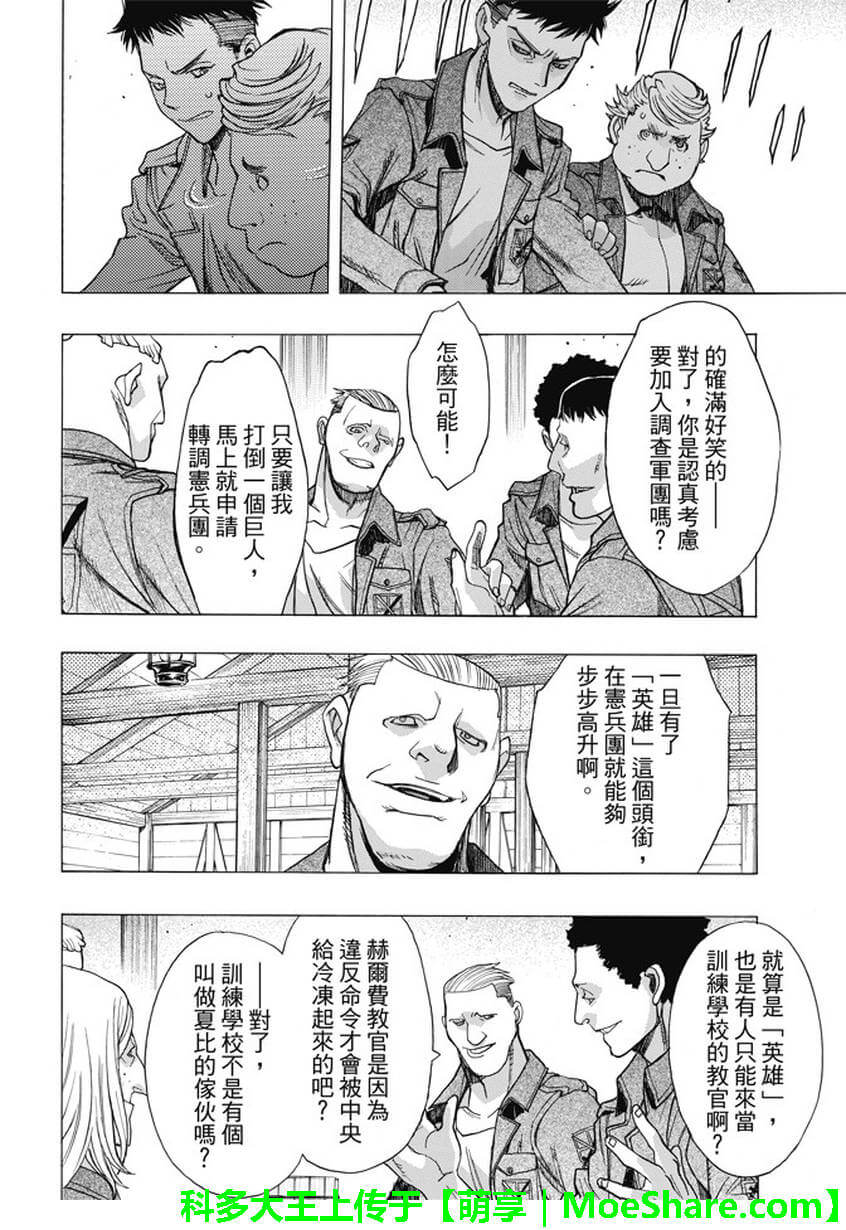 的確滿好笑的——
對了，你是認真考慮
要加入調查軍團嗎？
怎麼可能！
只要讓我
打倒一個巨人，
馬上就申請
轉調憲兵團。
一旦有了
「英雄」這個頭銜，
在憲兵團就能夠
步步高升啊。
就算是「英雄」，
也是有人只能來當
訓練學校的教官啊？
赫爾費教官是因為
違反命令才會被中央
給冷凍起來的吧？
——對了，
訓練學校不是有個
叫做夏比的傢伙嗎？
科多大王上传于【萌享】MoeShare.com】